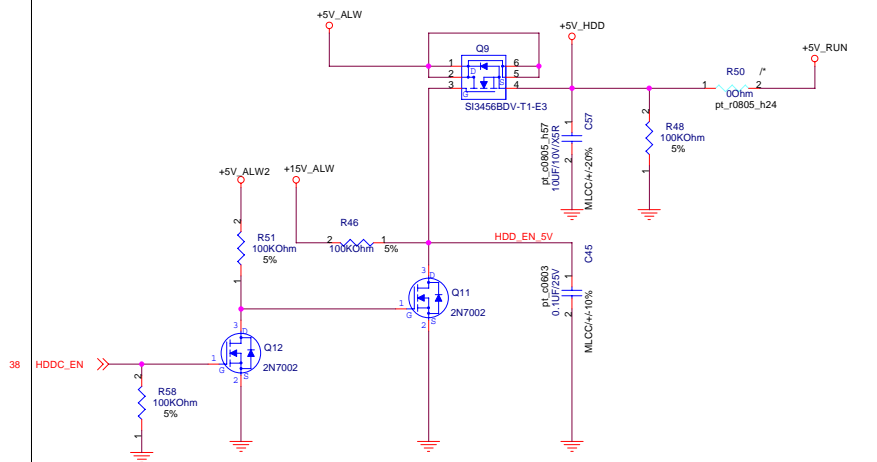 +5V_ALW
+5V_HDD
+5V_RUN
Q9
1
2
3
6
5
4
D
S
G
SI3456BDV-T1-E3
R50
/*
1
2
0Ohm
pt_r0805_h24
1
2
C57
pt_c0805_h57
10UF/10V/X5R
MLCC/+/-20%
2
R48
100KOhm
5%
1
+5V_ALW2
+15V_ALW
2
R51
100KOhm
5%
1
R46
2
1
100KOhm
5%
HDD_EN_5V
C45
1
2
pt_c0603
0.1UF/25V
MLCC/+/-10%
3
D
Q11
1
G
2N7002
2
S
3
D
Q12
1
G
2N7002
2
S
38
HDDC_EN
2
R58
100KOhm
5%
1